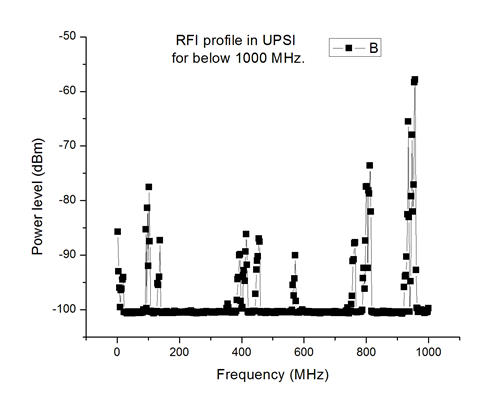 RFI profile in UPSI
for below 1000 MHz.
B
Power level (dBm)
-50
-60
-70
-80
-90
-100
0 200 400 600 800 1000
Frequency (MHz)